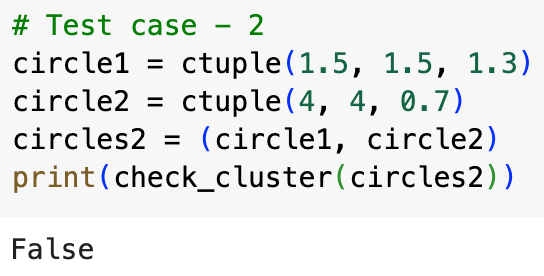 # Test case - 2
circle1 = ctuple(1.5, 1.5, 1.3)
circle2 = ctuple(4, 4, 0.7)
circles2 = (circle1, circle2)
print(check_cluster(circles2))
False